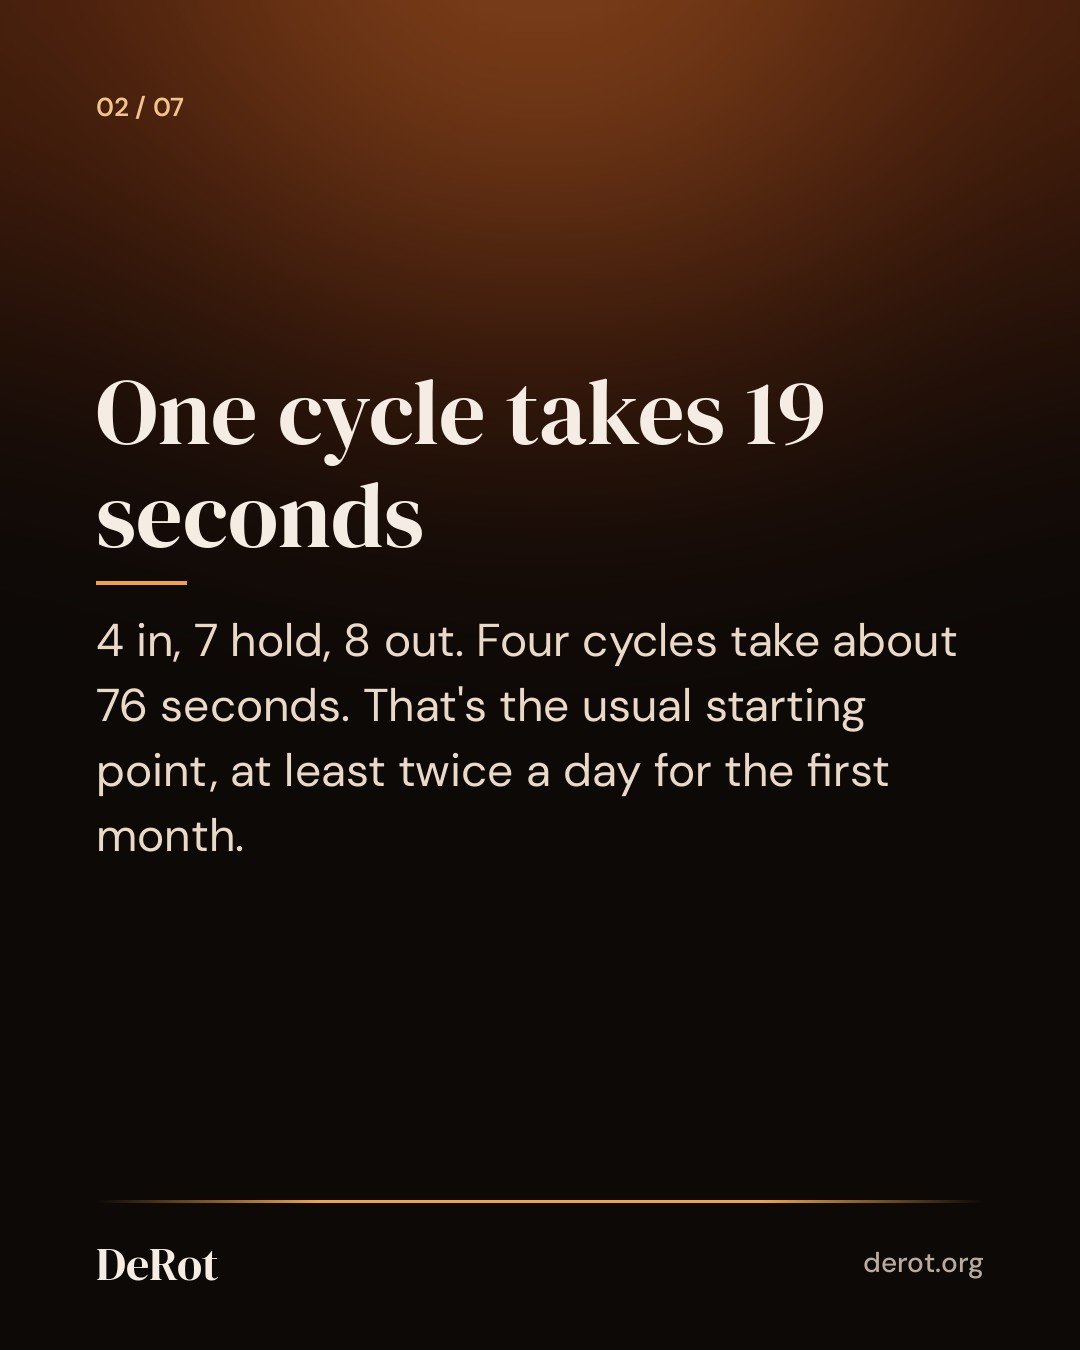 02 / 07
One cycle takes 19
seconds
4 in, 7 hold, 8 out. Four cycles take about
76 seconds. That's the usual starting
point, at least twice a day for the first
month.
DeRot
derot.org